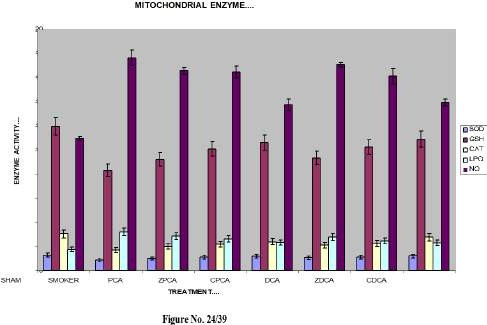 MITOCHONDRIAL ENZYME....
20
ENZYME ACTIVITY....
SOD
GSH
CAT
LPO
NO
SHAM SMOKER PCA ZPCA CPCA DCA ZDCA CDCA
TREATMENT....
Figure No. 24/39